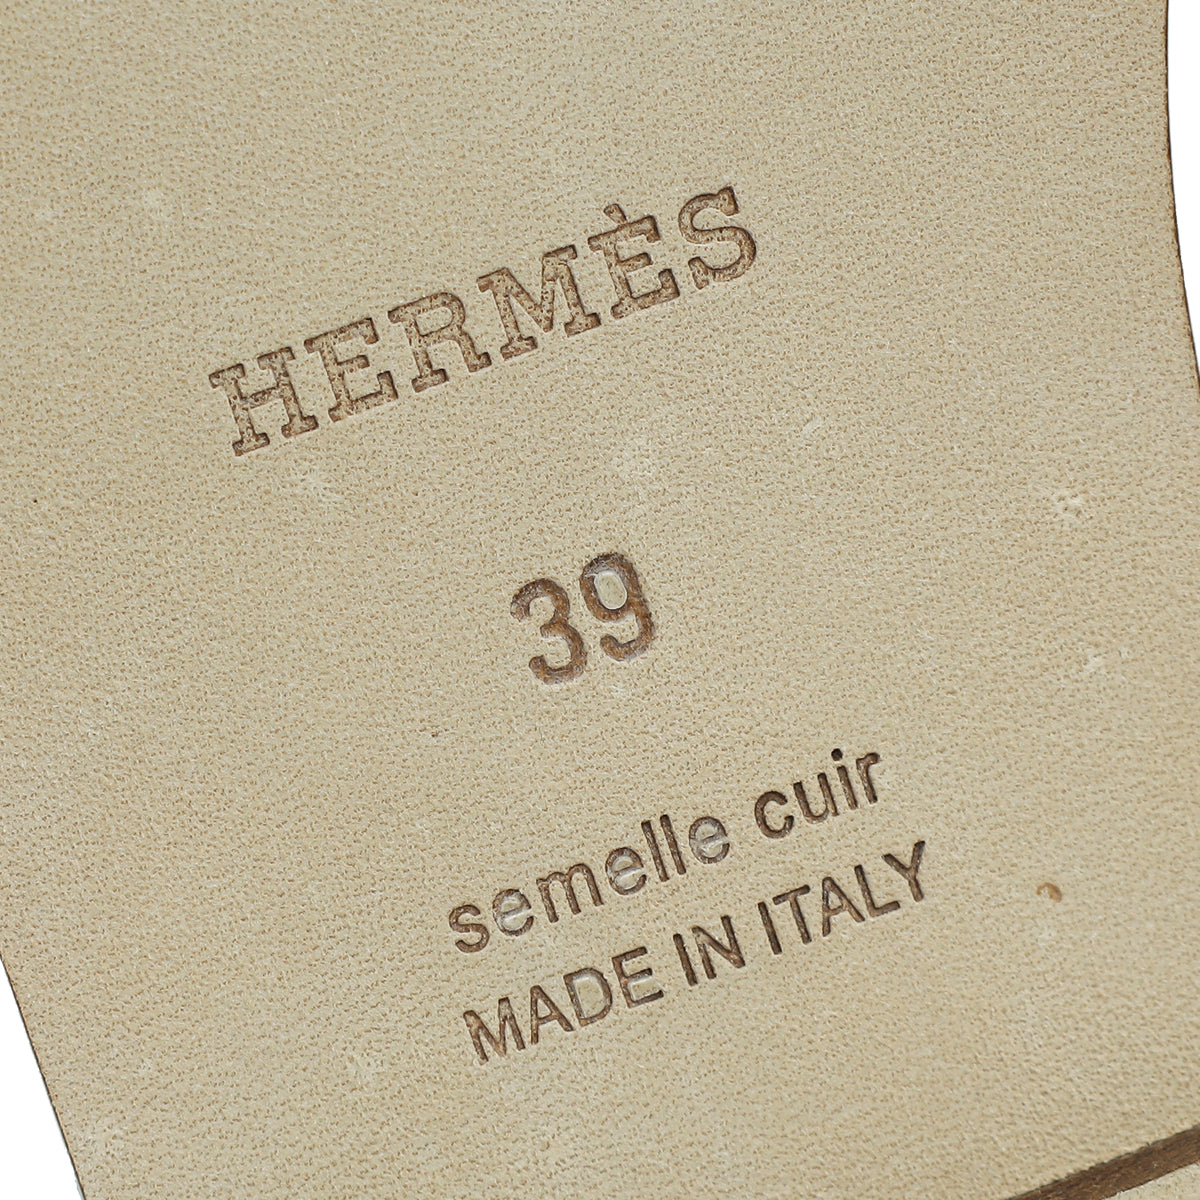 HERMÈS
39
semelle cuir
MADE IN ITALY